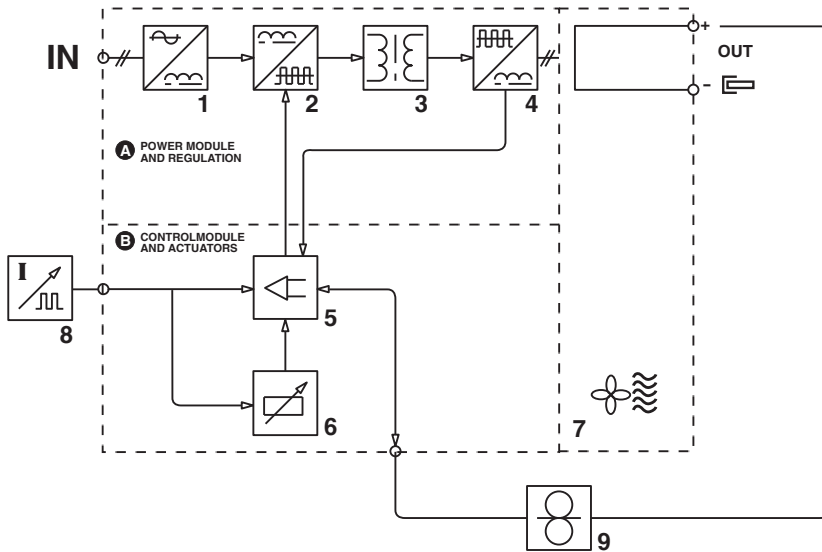 IN
1
2
3
4
+
OUT
-
A POWER MODULE
AND REGULATION
B CONTROLMODULE
AND ACTUATORS
I
8
5
6
7
9